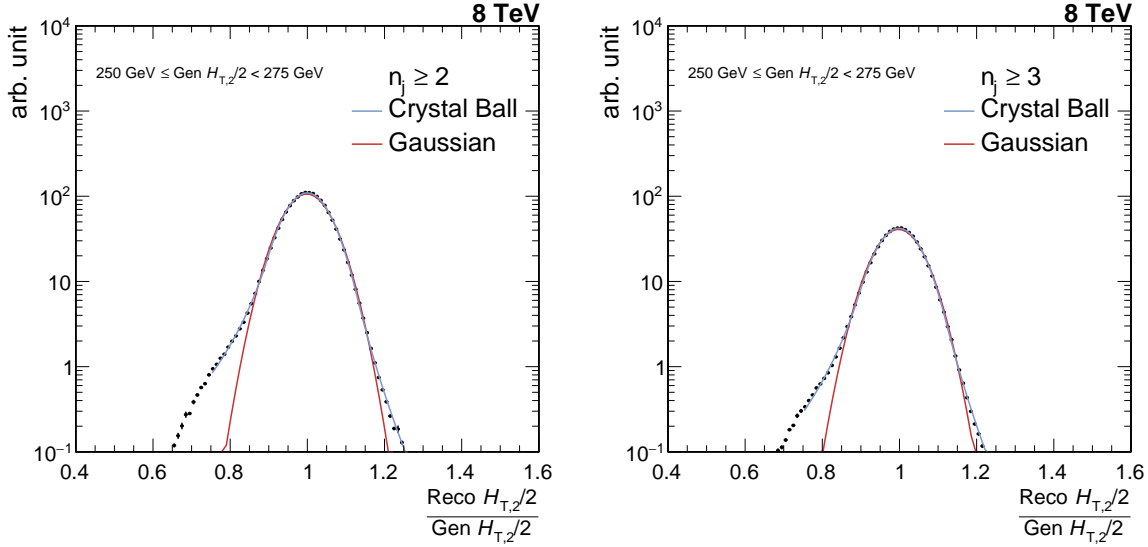 8 TeV
arb. unit
10⁴
10³
10²
10
1
10⁻¹
250 GeV ≤ Gen H_T,2/2 < 275 GeV
n_j ≥ 2
Crystal Ball
Gaussian
0.4 0.6 0.8 1 1.2 1.4 1.6
Reco H_T,2/2
Gen H_T,2/2
8 TeV
arb. unit
10⁴
10³
10²
10
1
10⁻¹
250 GeV ≤ Gen H_T,2/2 < 275 GeV
n_j ≥ 3
Crystal Ball
Gaussian
0.4 0.6 0.8 1 1.2 1.4 1.6
Reco H_T,2/2
Gen H_T,2/2